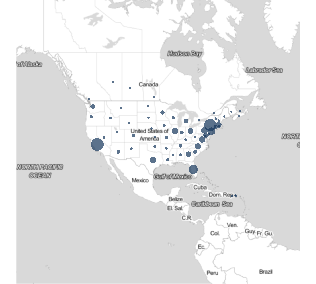 Hudson Bay
of Alaska
Labrador Sea
Canada
United States of
America
NORTH PACIFIC
OCEAN
Gulf of Mexico
Mexico
Cuba
Dom. Rep.
Belize
Caribbean Sea
El. Sal.
C.R.
Ven.
Col.
Guy.
Fr. Gu
Ec.
Peru
Brazil